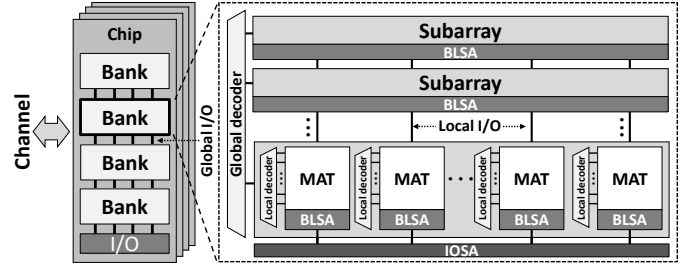 Chip
Bank
Bank
Bank
Bank
I/O
Channel
Global I/O
Global decoder
Subarray
BLSA
Subarray
BLSA
Local I/O
Local decoder
MAT
BLSA
Local decoder
MAT
BLSA
Local decoder
MAT
BLSA
Local decoder
MAT
BLSA
IOSA